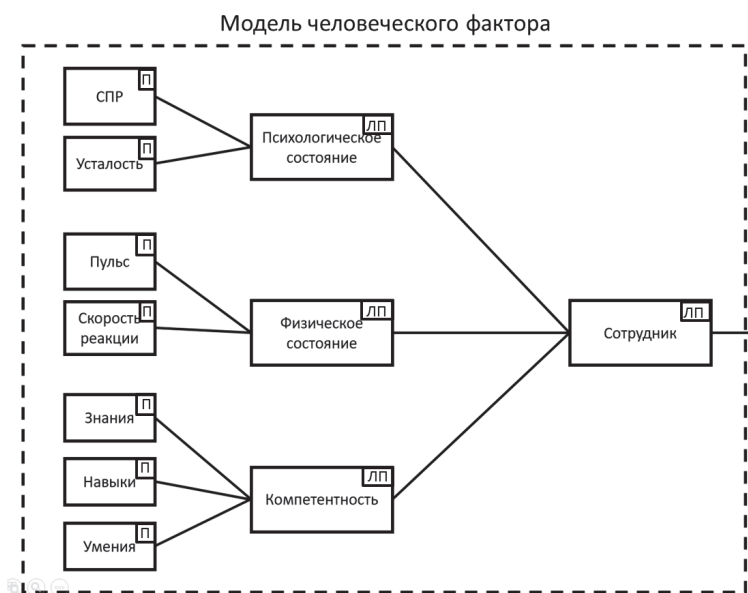 Модель человеческого фактора
П
СПР
П
Усталость
ЛП
Психологическое
состояние
П
Пульс
П
Скорость
реакции
ЛП
Физическое
состояние
ЛП
Сотрудник
П
Знания
П
Навыки
П
Умения
ЛП
Компетентность